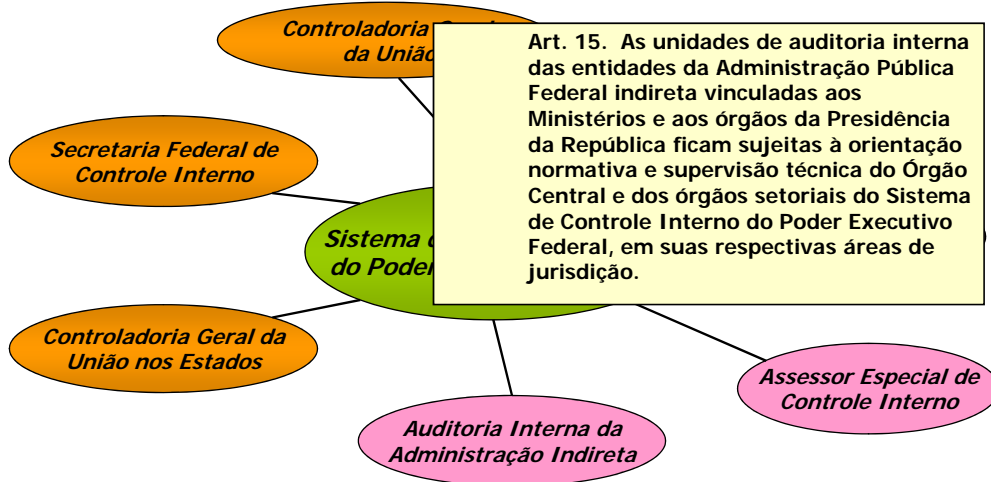 Controladoria
da União
Art. 15. As unidades de auditoria interna
das entidades da Administração Pública
Federal indireta vinculadas aos
Ministérios e aos órgãos da Presidência
da República ficam sujeitas à orientação
normativa e supervisão técnica do Órgão
Central e dos órgãos setoriais do Sistema
de Controle Interno do Poder Executivo
Federal, em suas respectivas áreas de
jurisdição.
Secretaria Federal de
Controle Interno
Sistema
do Poder
Controladoria Geral da
União nos Estados
Assessor Especial de
Controle Interno
Auditoria Interna da
Administração Indireta